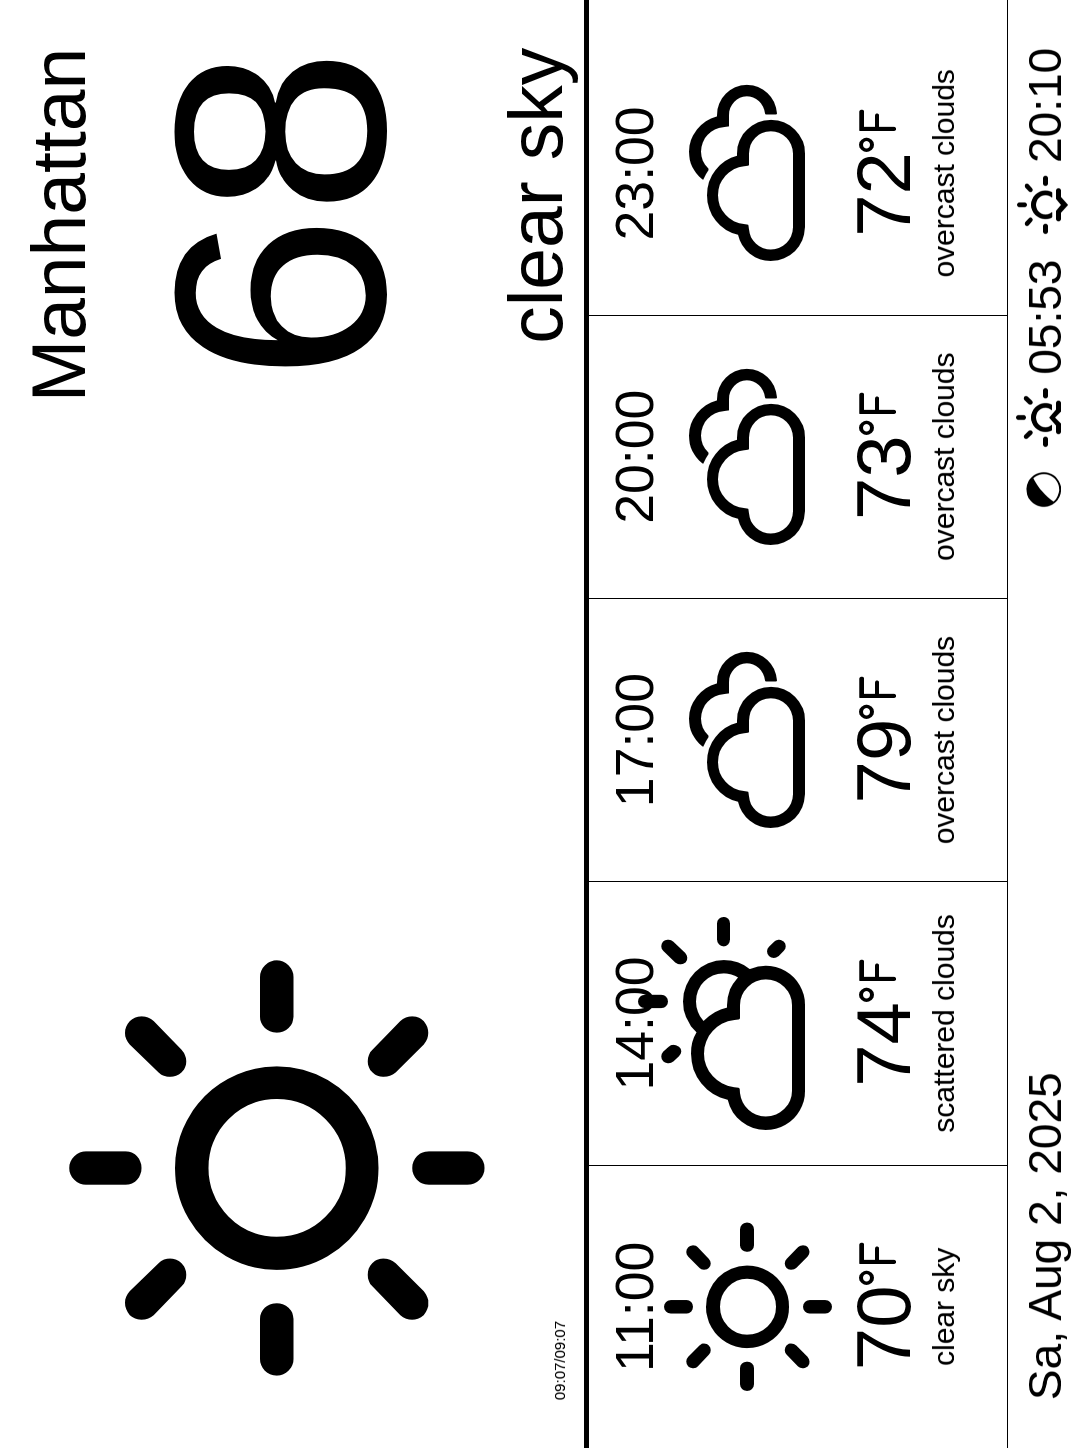 Manhattan
68
clear sky
09:07/09:07
11:00
14:00
17:00
20:00
23:00
70°F
74°F
79°F
73°F
72°F
clear sky
scattered clouds
overcast clouds
overcast clouds
overcast clouds
Sa, Aug 2, 2025
05:53
20:10